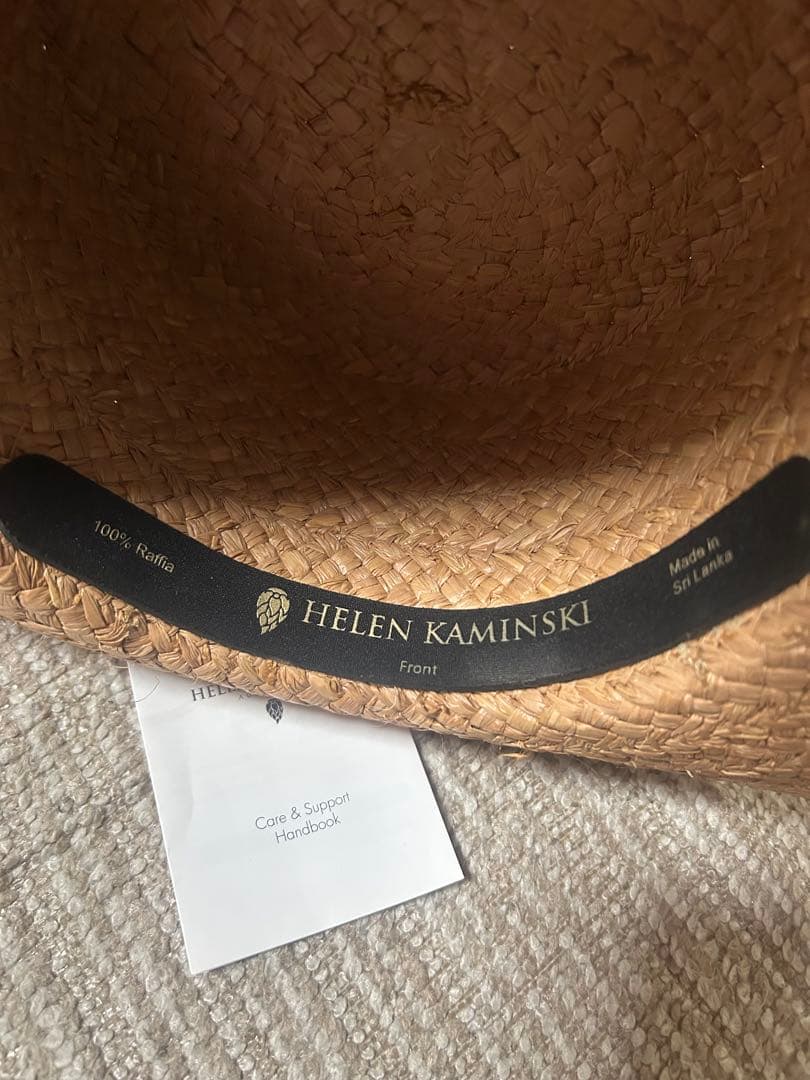 100% Raffia
HELEN KAMINSKI
Front
Made in
Sri Lanka
Care & Support
Handbook